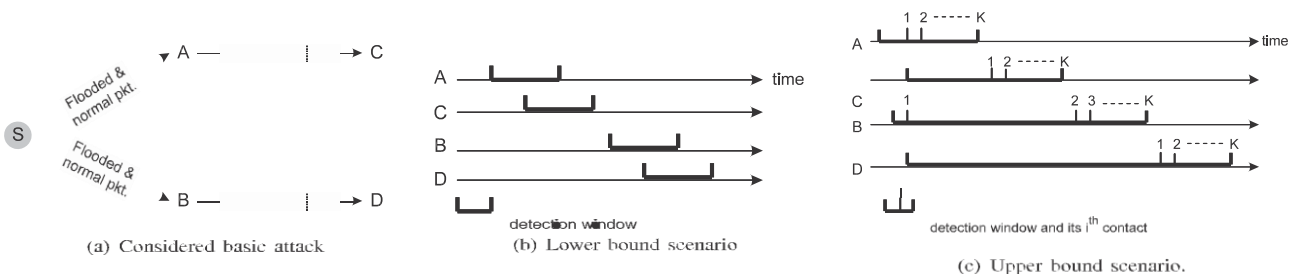 A
C
Flooded &
normal pkt.
S
Flooded &
normal pkt.
B
D
(a) Considered basic attack
A
time
C
B
D
detection window
(b) Lower bound scenario
1 2 ------ K
A
time
1 2 ------ K
C
1 2 3 ------ K
B
1 2 ------ K
D
detection window and its i^th contact
(c) Upper bound scenario.